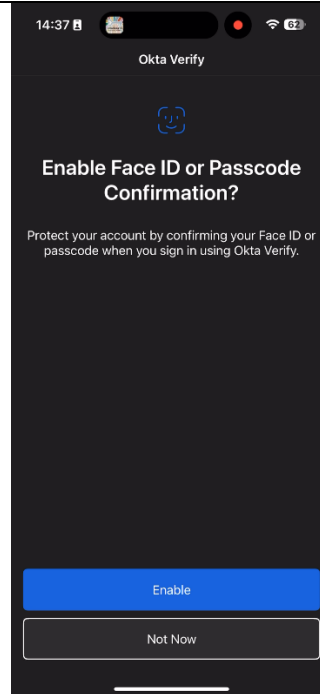 14:37
62
Okta Verify
Enable Face ID or Passcode
Confirmation?
Protect your account by confirming your Face ID or
passcode when you sign in using Okta Verify.
Enable
Not Now